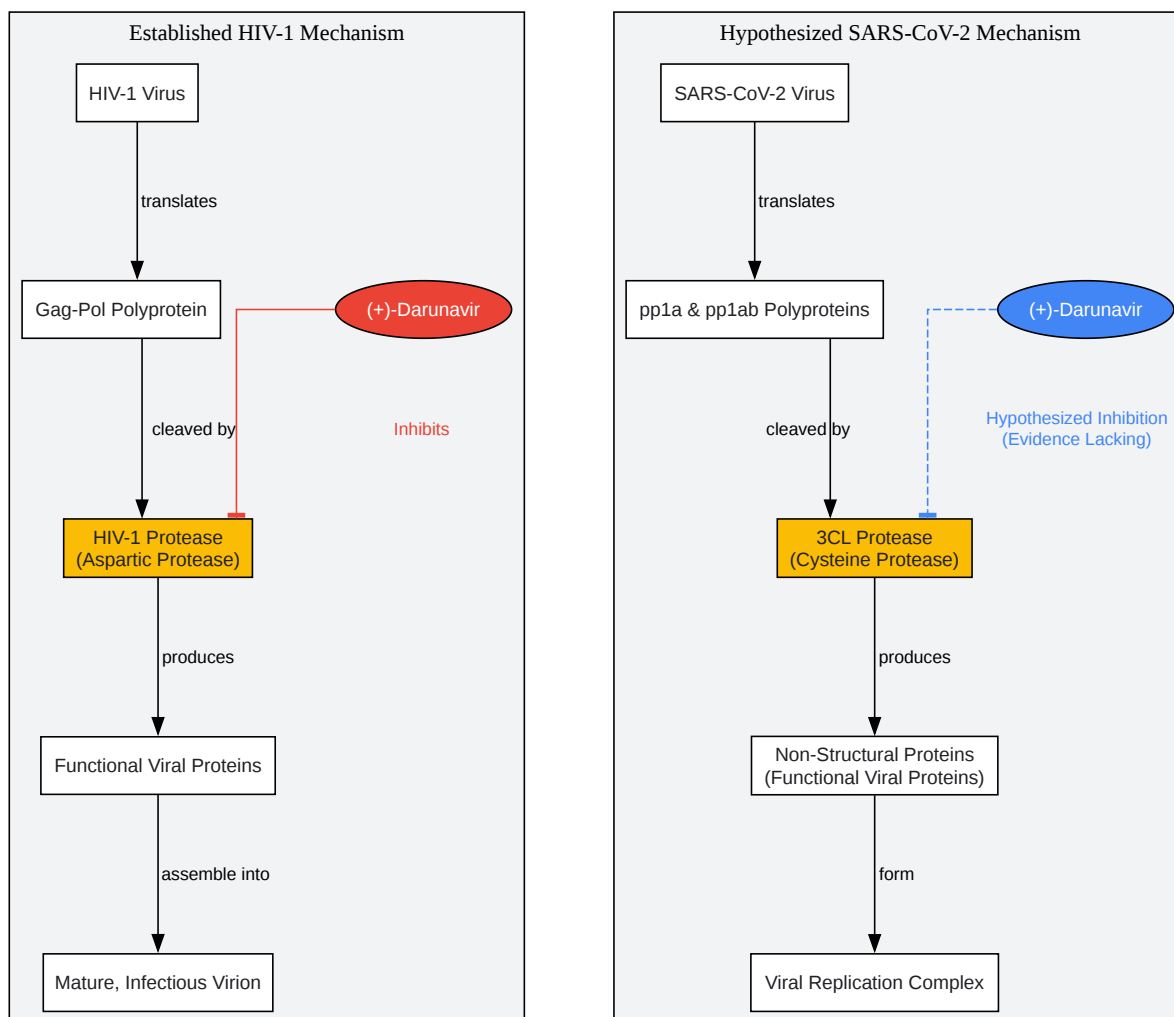 Established HIV-1 Mechanism
HIV-1 Virus
translates
Gag-Pol Polyprotein
(+)-Darunavir
cleaved by
Inhibits
HIV-1 Protease
(Aspartic Protease)
produces
Functional Viral Proteins
assemble into
Mature, Infectious Virion
Hypothesized SARS-CoV-2 Mechanism
SARS-CoV-2 Virus
translates
pp1a & pp1ab Polyproteins
(+)-Darunavir
cleaved by
Hypothesized Inhibition
(Evidence Lacking)
3CL Protease
(Cysteine Protease)
produces
Non-Structural Proteins
(Functional Viral Proteins)
form
Viral Replication Complex